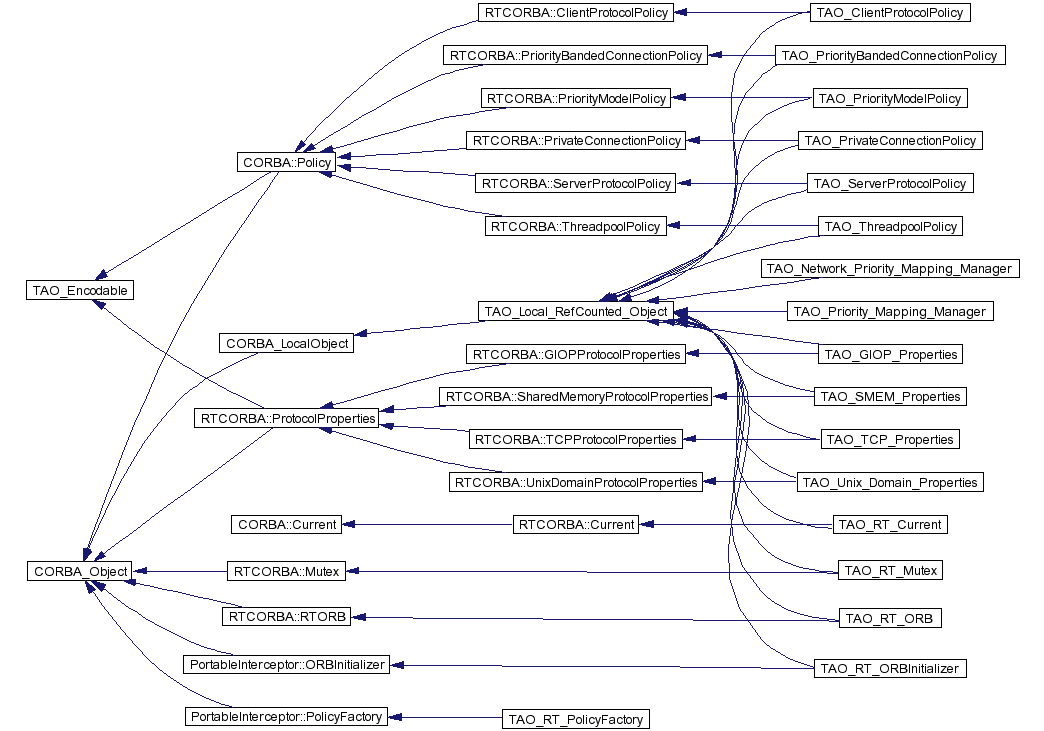 RTCORBA::ClientProtocolPolicy
TAO_ClientProtocolPolicy
RTCORBA::PriorityBandedConnectionPolicy
TAO_PriorityBandedConnectionPolicy
RTCORBA::PriorityModelPolicy
TAO_PriorityModelPolicy
RTCORBA::PrivateConnectionPolicy
TAO_PrivateConnectionPolicy
CORBA::Policy
RTCORBA::ServerProtocolPolicy
TAO_ServerProtocolPolicy
RTCORBA::ThreadpoolPolicy
TAO_ThreadpoolPolicy
TAO_Network_Priority_Mapping_Manager
TAO_Encodable
TAO_Local_RefCounted_Object
TAO_Priority_Mapping_Manager
CORBA_LocalObject
RTCORBA::GIOPProtocolProperties
TAO_GIOP_Properties
RTCORBA::SharedMemoryProtocolProperties
TAO_SMEM_Properties
RTCORBA::ProtocolProperties
RTCORBA::TCPProtocolProperties
TAO_TCP_Properties
RTCORBA::UnixDomainProtocolProperties
TAO_Unix_Domain_Properties
CORBA::Current
RTCORBA::Current
TAO_RT_Current
CORBA_Object
RTCORBA::Mutex
TAO_RT_Mutex
RTCORBA::RTORB
TAO_RT_ORB
PortableInterceptor::ORBInitializer
TAO_RT_ORBInitializer
PortableInterceptor::PolicyFactory
TAO_RT_PolicyFactory